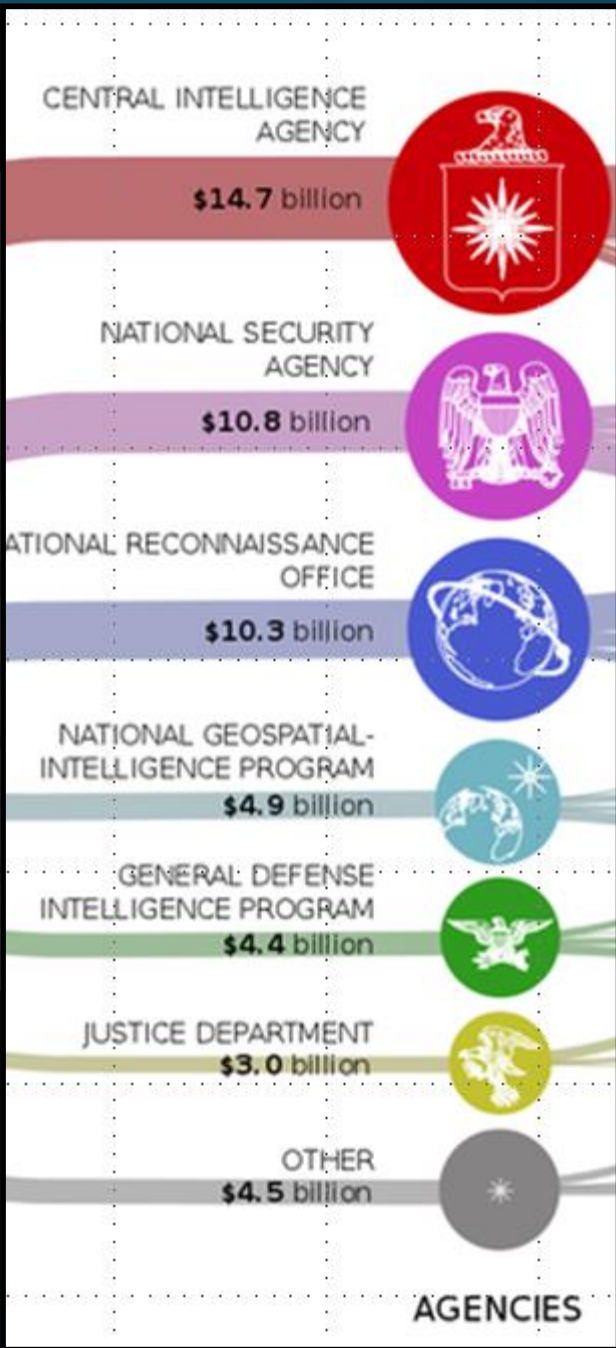 CENTRAL INTELLIGENCE
AGENCY
$14.7 billion
NATIONAL SECURITY
AGENCY
$10.8 billion
ATIONAL RECONNAISSANCE
OFFICE
$10.3 billion
NATIONAL GEOSPATIAL-
INTELLIGENCE PROGRAM
$4.9 billion
GENERAL DEFENSE
INTELLIGENCE PROGRAM
$4.4 billion
JUSTICE DEPARTMENT
$3.0 billion
OTHER
$4.5 billion
AGENCIES